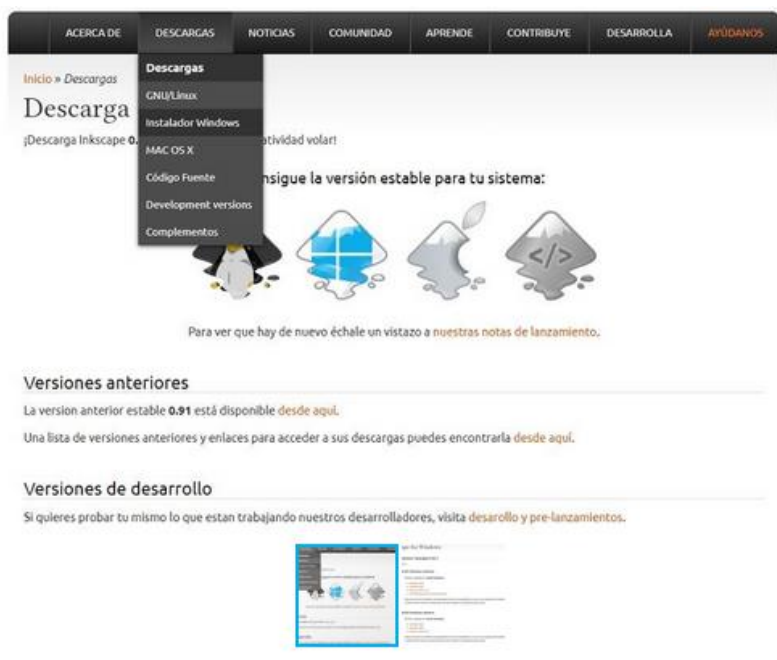 ACERCA DE DESCARGAS NOTICIAS COMUNIDAD APRENDE CONTRIBUYE DESARROLLA AYÚDANOS
Inicio » Descargas
Descargas
GNU/Linux
Instalador Windows
MAC OS X
Código Fuente
Development versions
Complementos
Descarga
¡Descarga Inkscape 0. atividad volar!
nsigue la versión estable para tu sistema:
</>
Para ver que hay de nuevo échale un vistazo a nuestras notas de lanzamiento.
Versiones anteriores
La version anterior estable 0.91 está disponible desde aquí.
Una lista de versiones anteriores y enlaces para acceder a sus descargas puedes encontrarla desde aquí.
Versiones de desarrollo
Si quieres probar tu mismo lo que estan trabajando nuestros desarrolladores, visita desarollo y pre-lanzamientos.